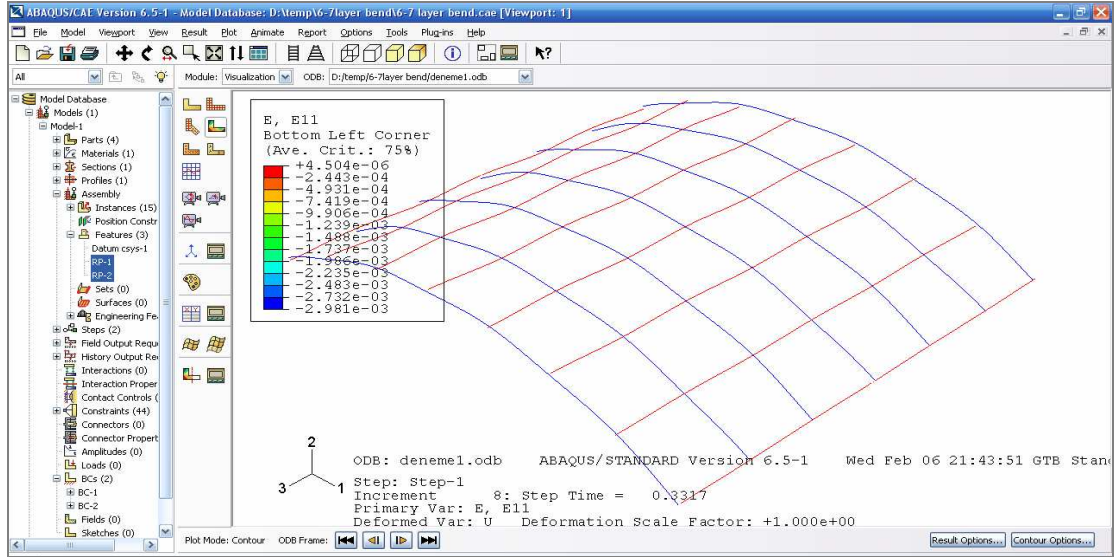 ABAQUS/CAE Version 6.5-1 - Model Database: D:\temp\6-7layer bend\6-7 layer bend.cae [Viewport: 1]
File Model Viewport View Result Plot Animate Report Options Tools Plug-ins Help
All Module: Visualization ODB: D:/temp/6-7layer bend/deneme1.odb
Model Database
Models (1)
Model-1
Parts (4)
Materials (1)
Sections (1)
Profiles (1)
Assembly
Instances (15)
Position Constr
Features (3)
Datum csys-1
RP-1
RP-2
Sets (0)
Surfaces (0)
Engineering Fe
Steps (2)
Field Output Requ
History Output Re
Interactions (0)
Interaction Proper
Contact Controls (
Constraints (44)
Connectors (0)
Connector Propert
Amplitudes (0)
Loads (0)
BCs (2)
BC-1
BC-2
Fields (0)
Sketches (0)
E, E11
Bottom Left Corner
(Ave. Crit.: 75%)
+4.504e-06
-2.443e-04
-4.931e-04
-7.419e-04
-9.906e-04
-1.239e-03
-1.488e-03
-1.737e-03
-1.986e-03
-2.235e-03
-2.483e-03
-2.732e-03
-2.981e-03
2
3
1
ODB: deneme1.odb ABAQUS/STANDARD Version 6.5-1 Wed Feb 06 21:43:51 GTB Stan
Step: Step-1
Increment 8: Step Time = 0.3317
Primary Var: E, E11
Deformed Var: U Deformation Scale Factor: +1.000e+00
Plot Mode: Contour ODB Frame: Result Options... Contour Options...